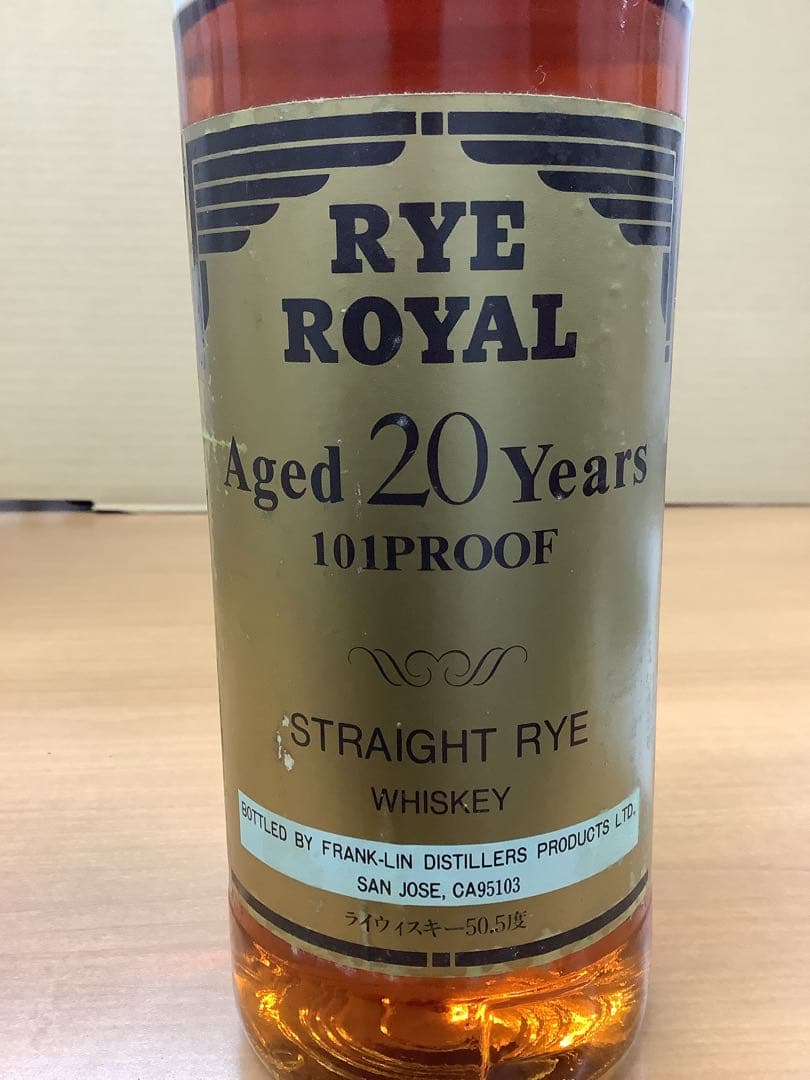 RYE
ROYAL
Aged 20 Years
101PROOF
STRAIGHT RYE
WHISKEY
BOTTLED BY FRANK-LIN DISTILLERS PRODUCTS LTD.
SAN JOSE, CA95103
ライウィスキー50.5度